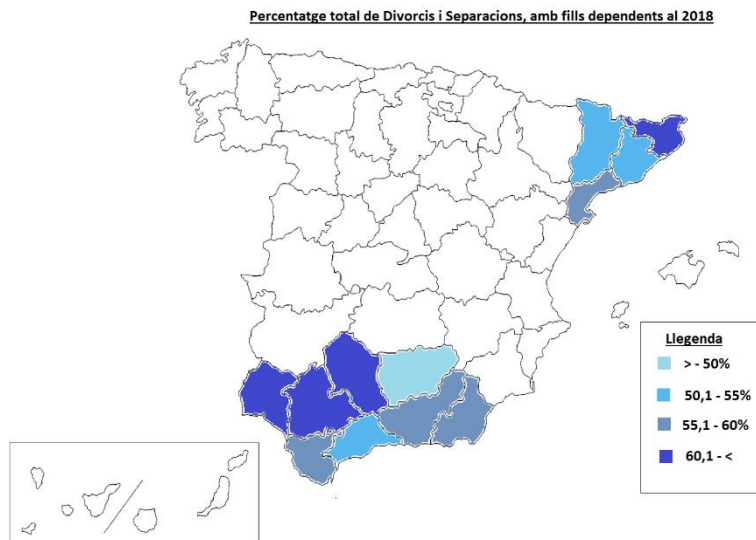 Percentatge total de Divorcis i Separacions, amb fills dependents al 2018
Llegenda
> - 50%
50,1 - 55%
55,1 - 60%
60,1 - <